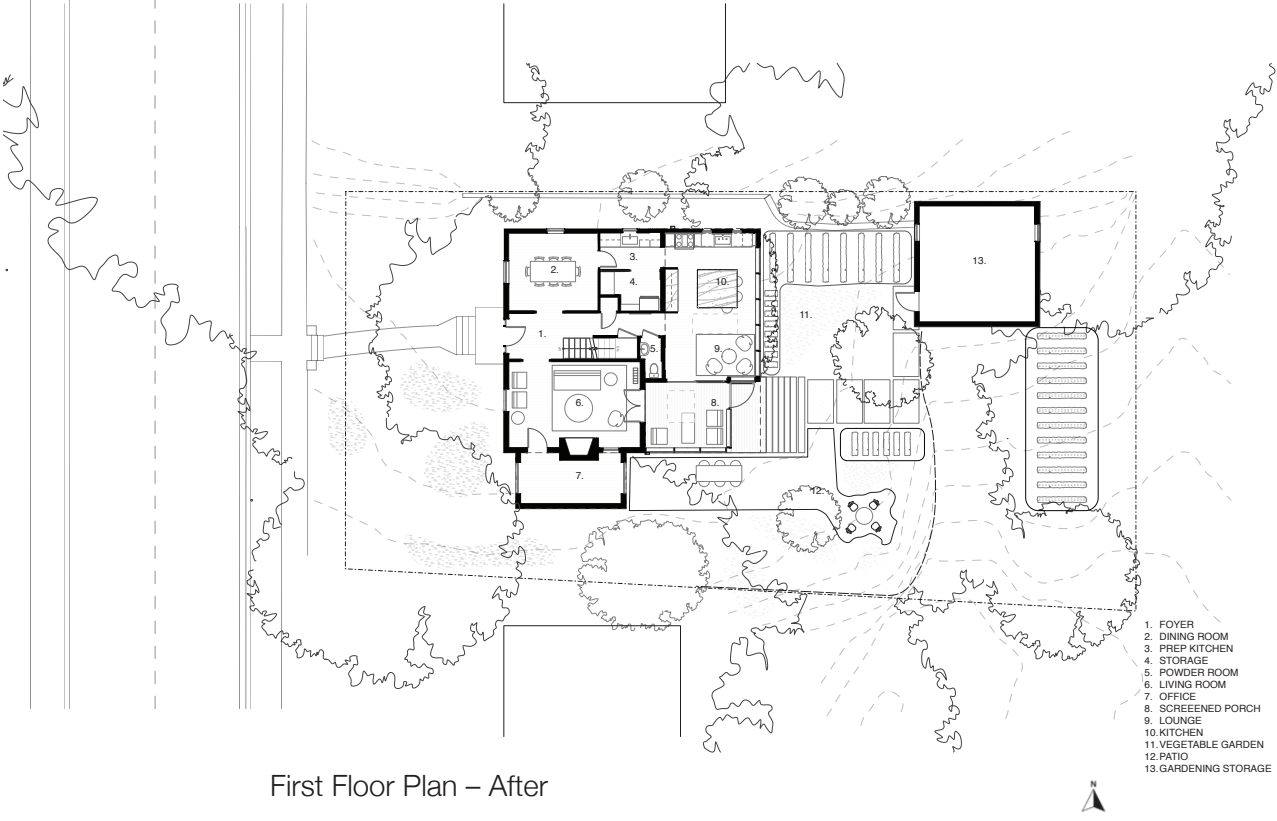 2.
3.
4.
10.
13.
1.
11.
5.
9.
6.
8.
7.
12.
1. FOYER
2. DINING ROOM
3. PREP KITCHEN
4. STORAGE
5. POWDER ROOM
6. LIVING ROOM
7. OFFICE
8. SCREEENED PORCH
9. LOUNGE
10. KITCHEN
11. VEGETABLE GARDEN
12. PATIO
13. GARDENING STORAGE
First Floor Plan – After
N